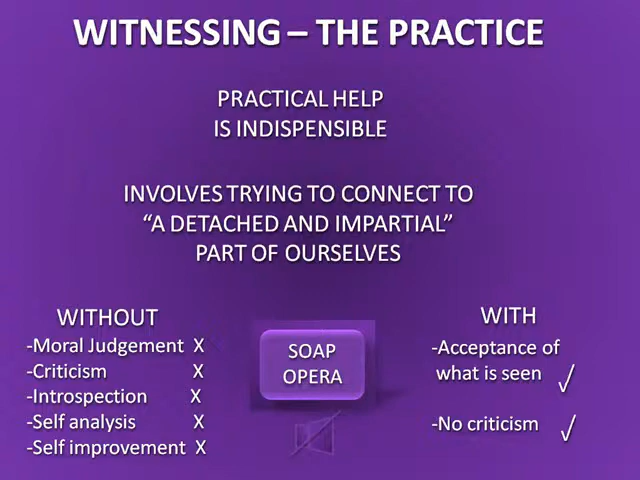 WITNESSING – THE PRACTICE
PRACTICAL HELP
IS INDISPENSIBLE
INVOLVES TRYING TO CONNECT TO
“A DETACHED AND IMPARTIAL”
PART OF OURSELVES
WITHOUT
-Moral Judgement X
-Criticism X
-Introspection X
-Self analysis X
-Self improvement X
SOAP
OPERA
WITH
-Acceptance of
what is seen √
-No criticism √